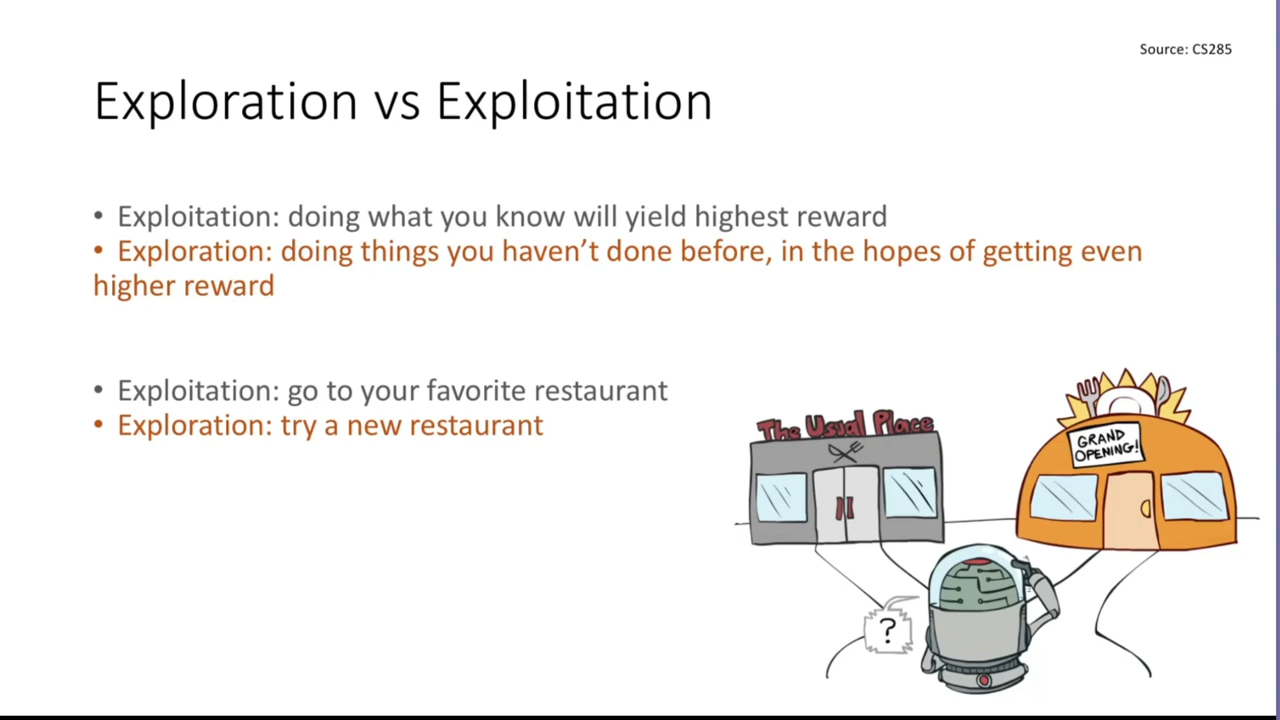 Source: CS285
Exploration vs Exploitation
• Exploitation: doing what you know will yield highest reward
• Exploration: doing things you haven’t done before, in the hopes of getting even
higher reward
• Exploitation: go to your favorite restaurant
• Exploration: try a new restaurant
The Usual Place
GRAND
OPENING!
?